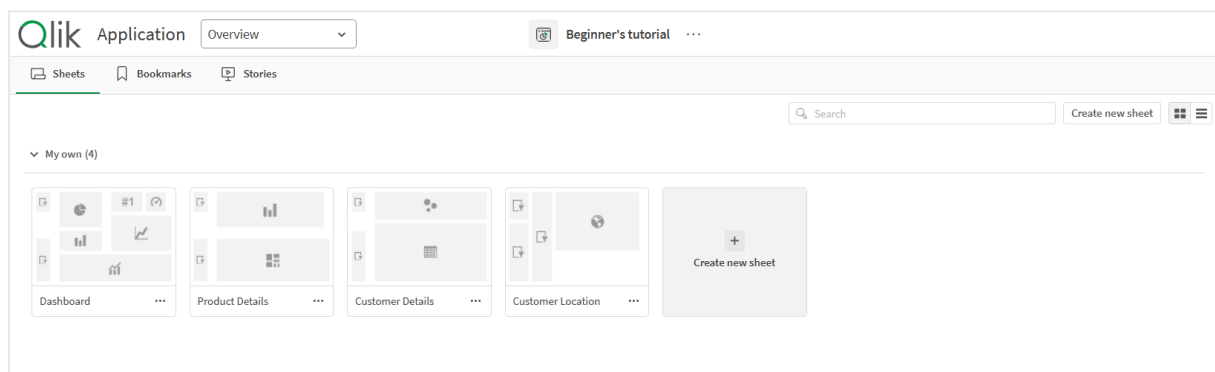 Qlik Application Overview Beginner's tutorial ...
Sheets Bookmarks Stories
Search Create new sheet
My own (4)
#1
Create new sheet
Dashboard ... Product Details ... Customer Details ... Customer Location ...